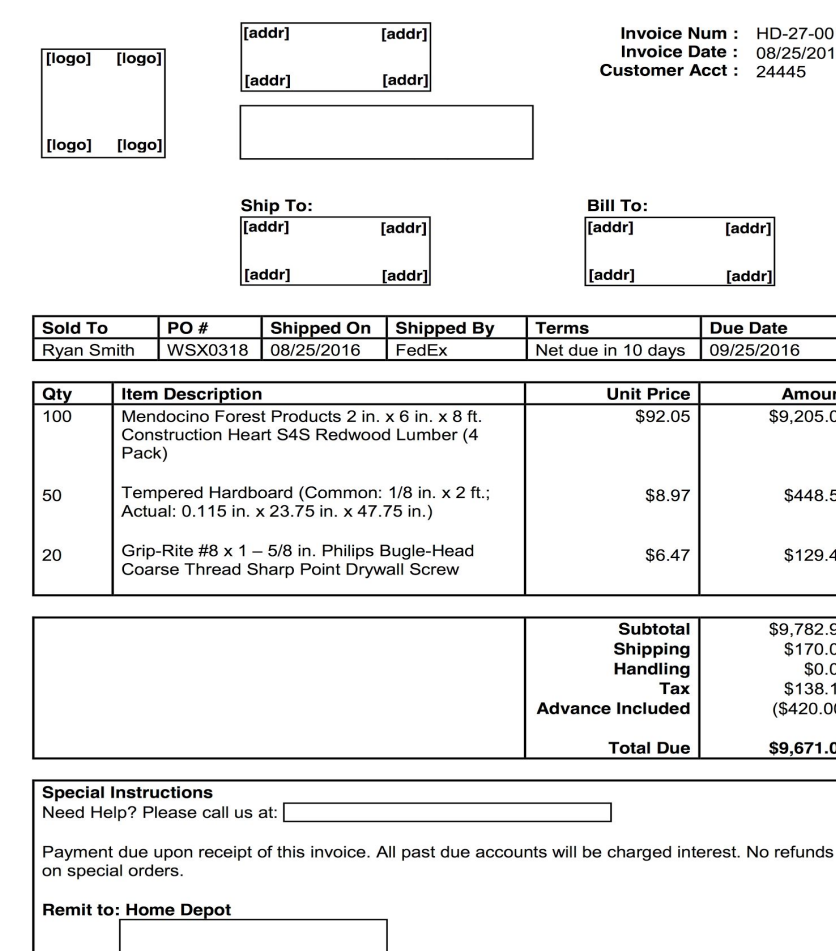 [addr] [addr]
[addr] [addr]
[logo] [logo]
[logo] [logo]
Invoice Num : HD-27-00
Invoice Date : 08/25/201
Customer Acct : 24445
Ship To:
[addr] [addr]
[addr] [addr]
Bill To:
[addr] [addr]
[addr] [addr]
Sold To PO # Shipped On Shipped By Terms Due Date
Ryan Smith WSX0318 08/25/2016 FedEx Net due in 10 days 09/25/2016
Qty Item Description Unit Price Amoun
100 Mendocino Forest Products 2 in. x 6 in. x 8 ft. $92.05 $9,205.0
Construction Heart S4S Redwood Lumber (4
Pack)
50 Tempered Hardboard (Common: 1/8 in. x 2 ft.; $8.97 $448.5
Actual: 0.115 in. x 23.75 in. x 47.75 in.)
20 Grip-Rite #8 x 1 – 5/8 in. Philips Bugle-Head $6.47 $129.4
Coarse Thread Sharp Point Drywall Screw
Subtotal $9,782.9
Shipping $170.0
Handling $0.0
Tax $138.1
Advance Included ($420.00
Total Due $9,671.0
Special Instructions
Need Help? Please call us at:
Payment due upon receipt of this invoice. All past due accounts will be charged interest. No refunds
on special orders.
Remit to: Home Depot